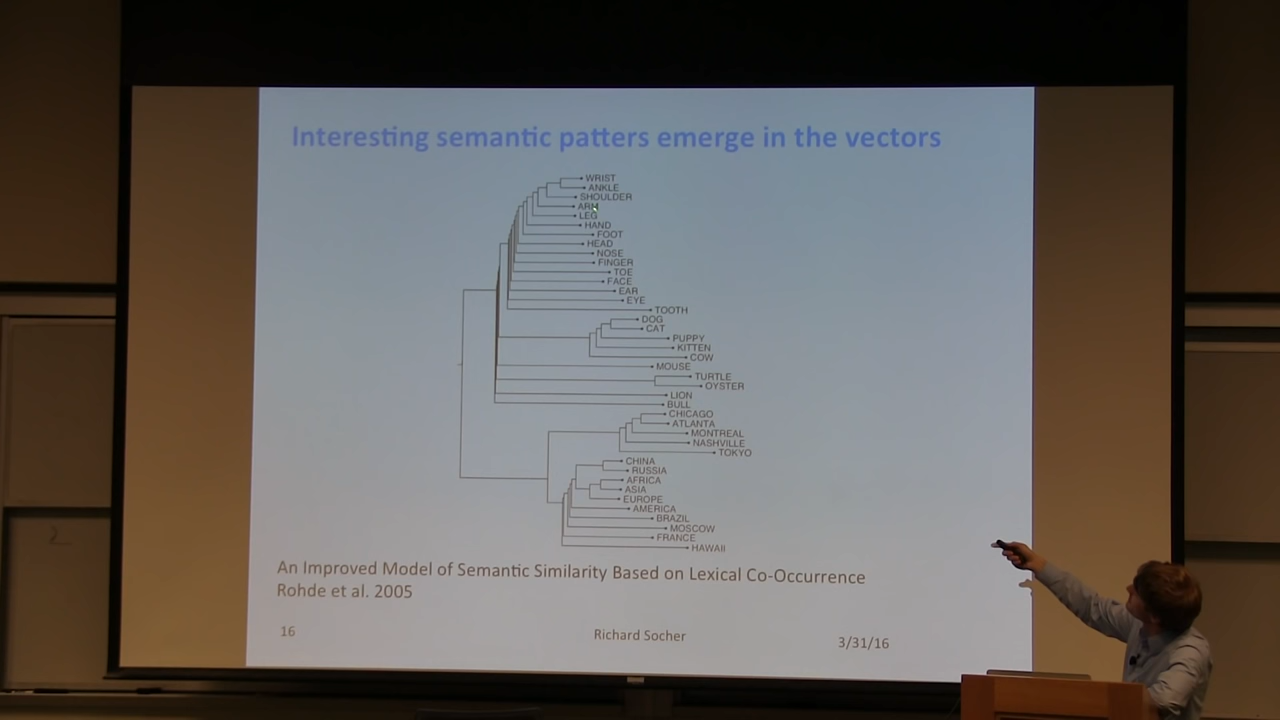 Interesting semantic patters emerge in the vectors
WRIST
ANKLE
SHOULDER
ARM
LEG
HAND
FOOT
HEAD
NOSE
FINGER
TOE
FACE
EAR
EYE
TOOTH
DOG
CAT
PUPPY
KITTEN
COW
MOUSE
TURTLE
OYSTER
LION
BULL
CHICAGO
ATLANTA
MONTREAL
NASHVILLE
TOKYO
CHINA
RUSSIA
AFRICA
ASIA
EUROPE
AMERICA
BRAZIL
MOSCOW
FRANCE
HAWAII
An Improved Model of Semantic Similarity Based on Lexical Co-Occurrence
Rohde et al. 2005
16 Richard Socher 3/31/16
2